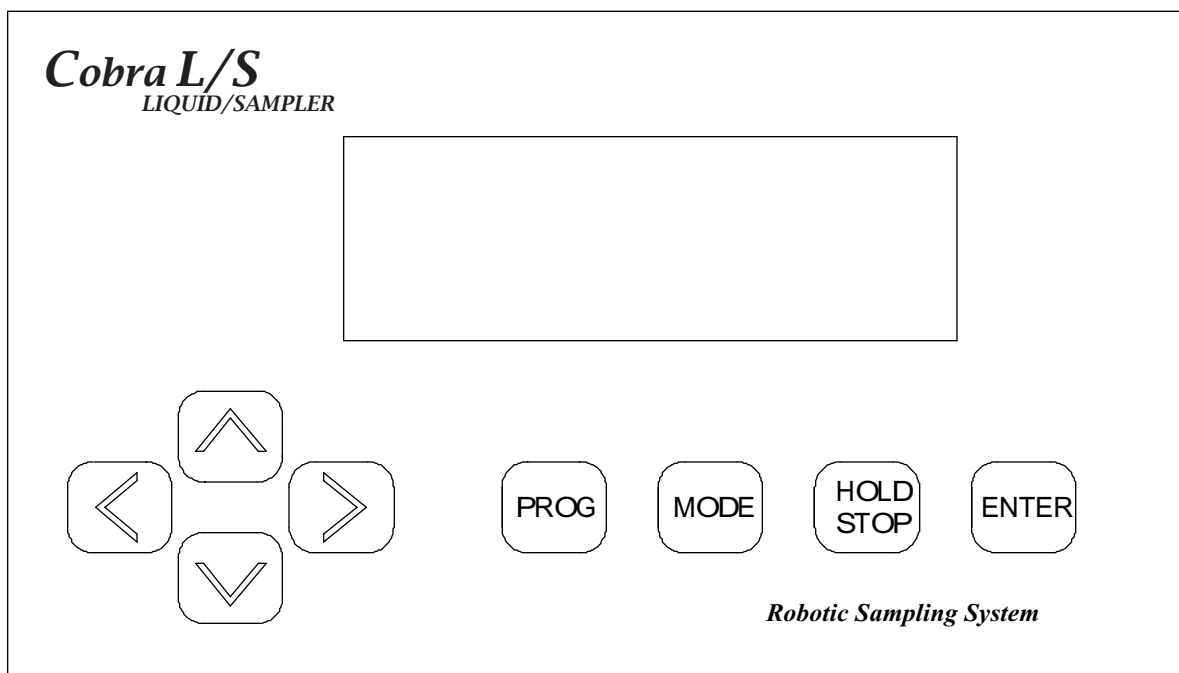 Cobra L/S
LIQUID/SAMPLER
PROG
MODE
HOLD
STOP
ENTER
Robotic Sampling System